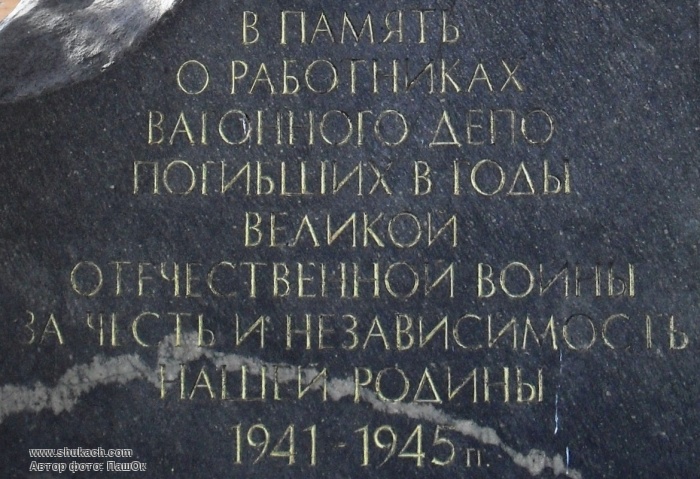 В ПАМЯТЬ
О РАБОТНИКАХ
ВАГОННОГО ДЕПО
ПОГИБШИХ В ГОДЫ
ВЕЛИКОЙ
ОТЕЧЕСТВЕННОЙ ВОЙНЫ
ЗА ЧЕСТЬ И НЕЗАВИСИМОСТЬ
НАШЕЙ РОДИНЫ
1941-1945 гг.
www.shukach.com
Автор фото: ПашОк